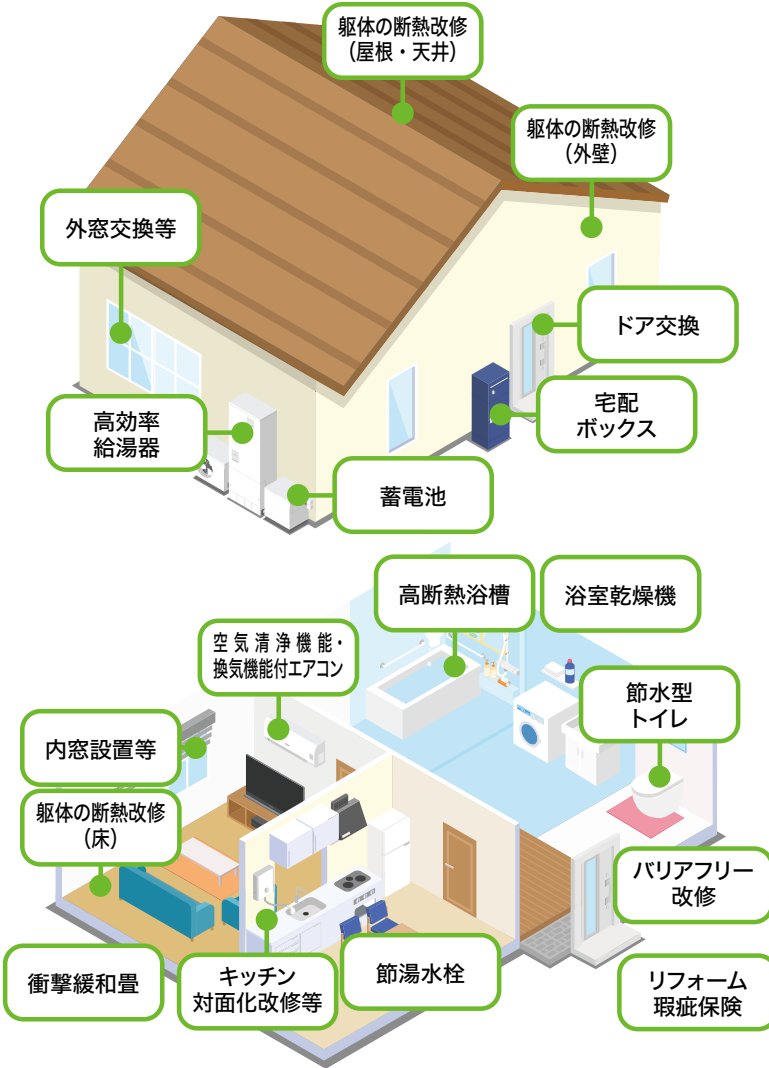 躯体の断熱改修
(屋根・天井)
躯体の断熱改修
(外壁)
外窓交換等
ドア交換
高効率
給湯器
宅配
ボックス
蓄電池
高断熱浴槽
浴室乾燥機
空気清浄機能・
換気機能付エアコン
節水型
トイレ
内窓設置等
躯体の断熱改修
(床)
バリアフリー
改修
衝撃緩和畳
キッチン
対面化改修等
節湯水栓
リフォーム
瑕疵保険